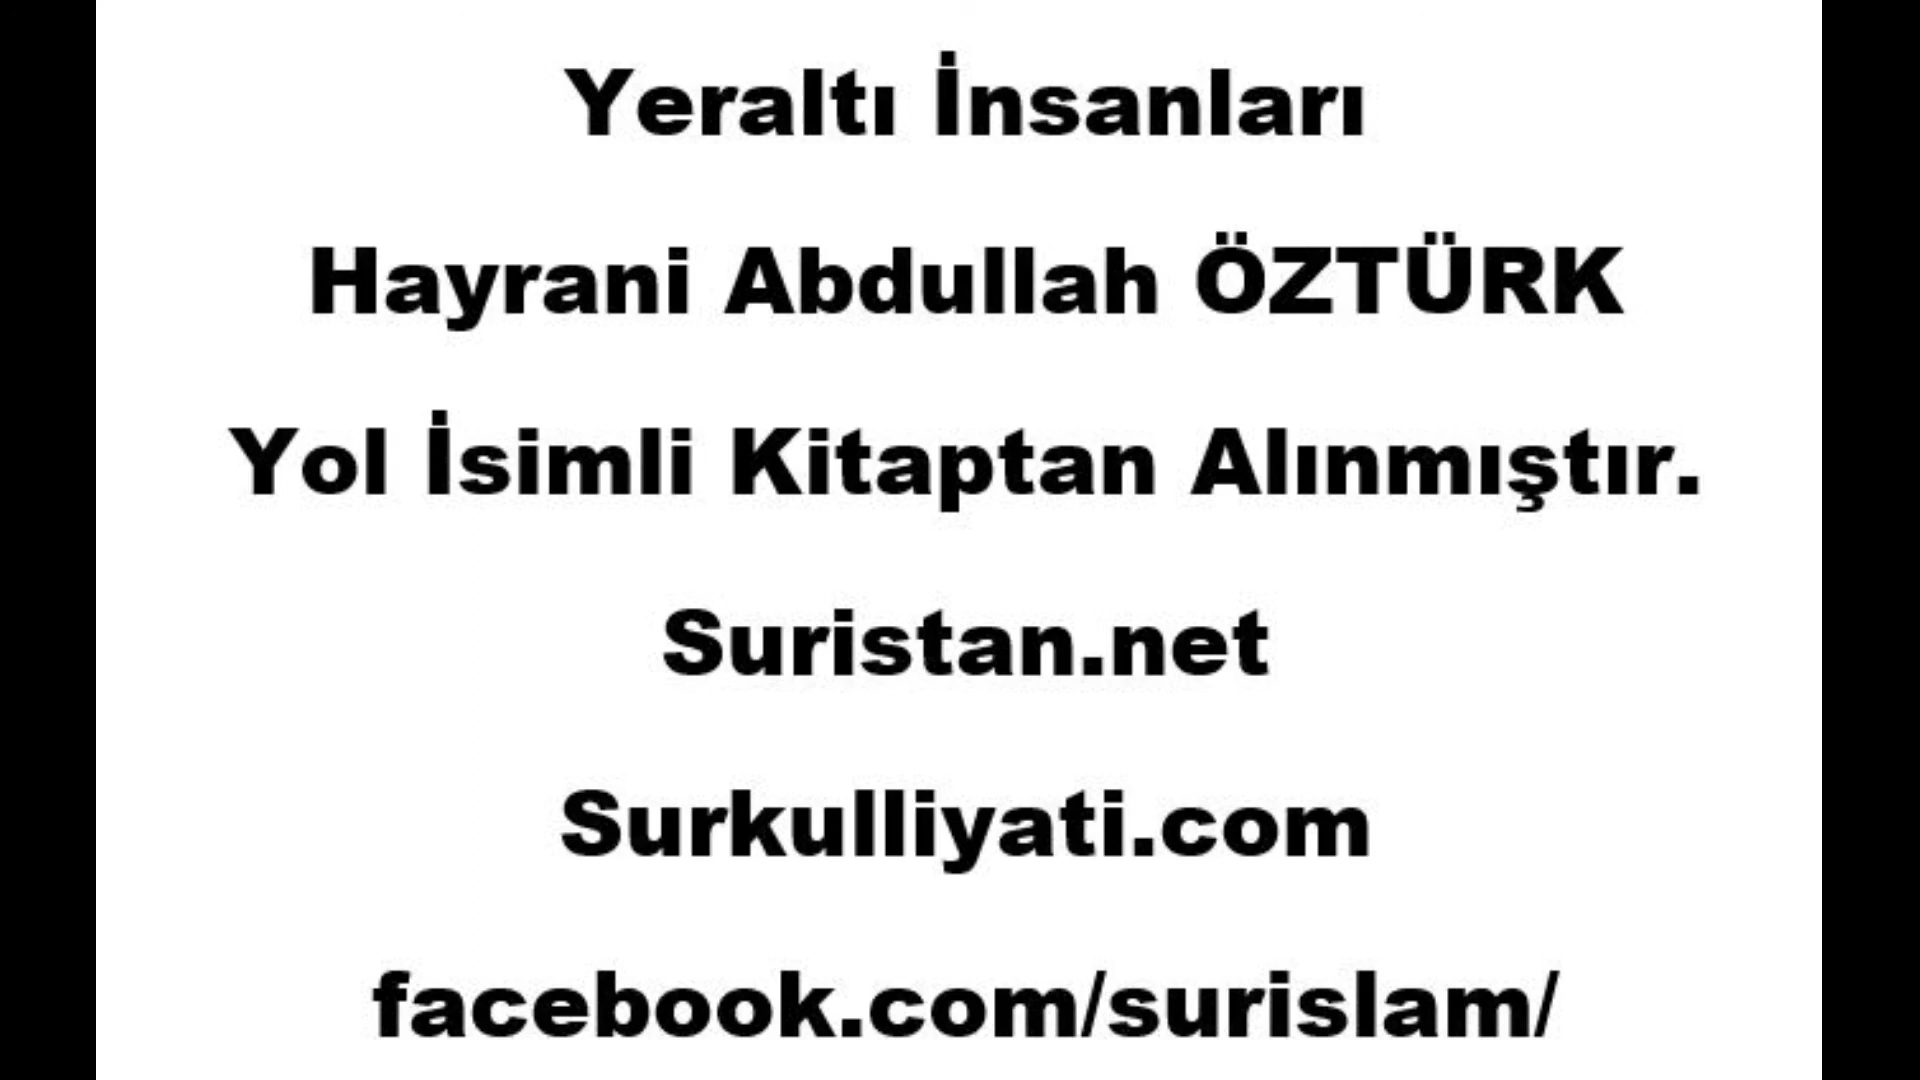 Yeraltı İnsanları
Hayrani Abdullah ÖZTÜRK
Yol İsimli Kitaptan Alınmıştır.
Suristan.net
Surkulliyati.com
facebook.com/surislam/